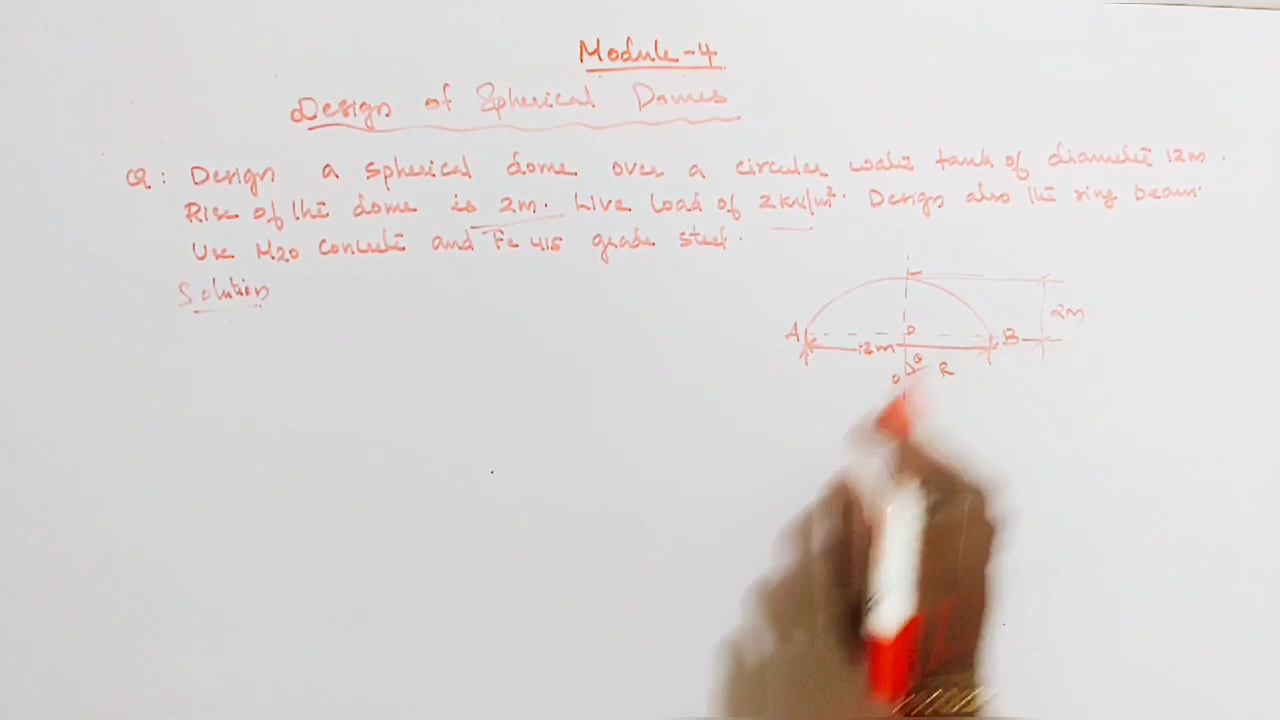 Module-4
Design of Spherical Domes
Q: Design a spherical dome over a circular water tank of diameter 12m.
Rise of the dome is 2m. Live Load of 2kN/m². Design also the ring beam.
Use M20 concrete and Fe 415 grade steel.
Solution
2m
A D B
12m
θ
O R